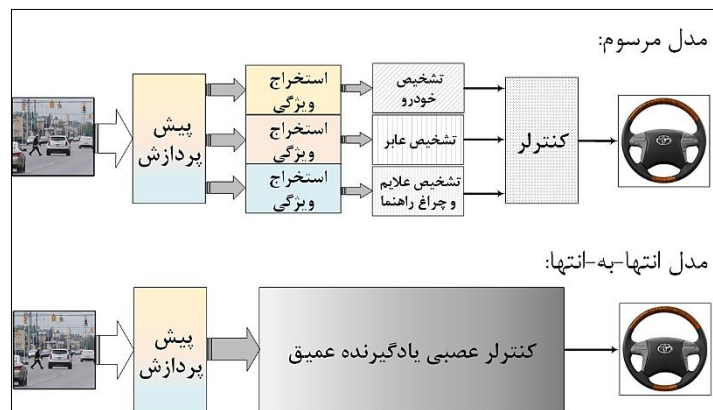 مدل مرسوم:
پیش
پردازش
استخراج
ویژگی
استخراج
ویژگی
استخراج
ویژگی
تشخیص
خودرو
تشخیص عابر
تشخیص علایم
و چراغ راهنما
کنترلر
مدل انتها-به-انتها:
پیش
پردازش
کنترلر عصبی یادگیرنده عمیق